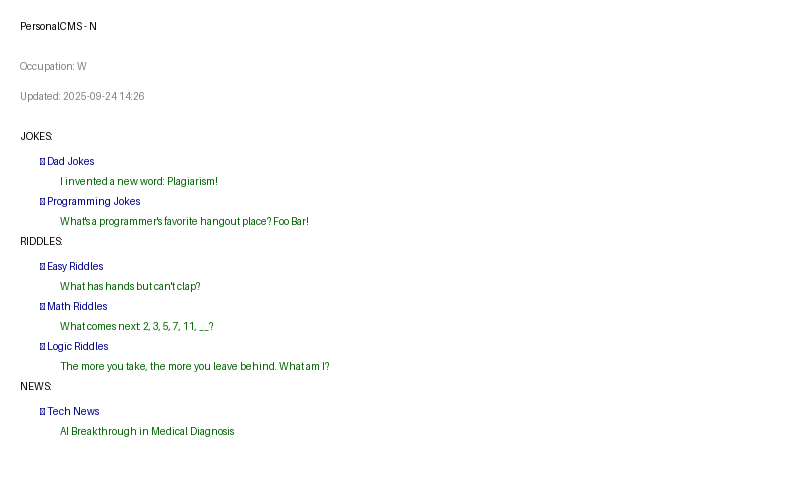 PersonalCMS - N
Occupation: W
Updated: 2025-09-24 14:26
JOKES:
Dad Jokes
I invented a new word: Plagiarism!
Programming Jokes
What's a programmer's favorite hangout place? Foo Bar!
RIDDLES:
Easy Riddles
What has hands but can't clap?
Math Riddles
What comes next: 2, 3, 5, 7, 11, __?
Logic Riddles
The more you take, the more you leave behind. What am I?
NEWS:
Tech News
AI Breakthrough in Medical Diagnosis